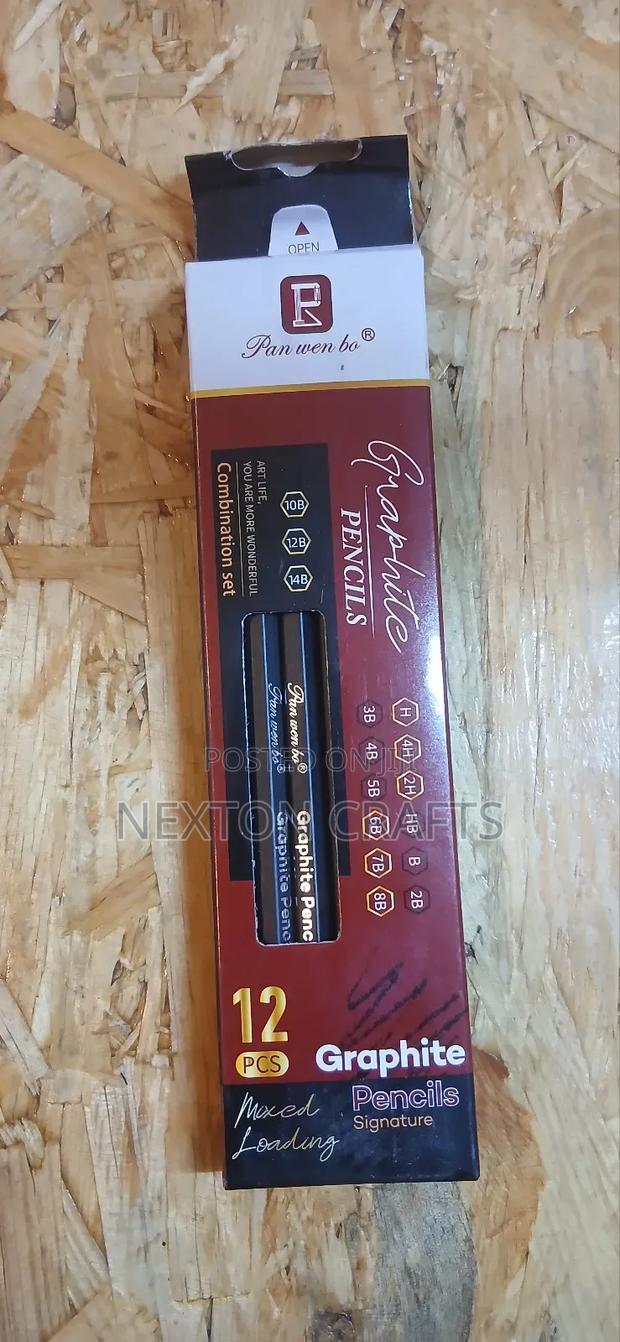 OPEN
Pan wen bo®
Graphite
PENCILS
ART LIFE,
YOU ARE MORE WONDERFUL
Combination set
10B
12B
14B
H
4H
2H
HB
B
2B
3B
4B
5B
6B
7B
8B
Pan wen bo®
Graphite Penc
Pan wen bo®
Graphite Penc
POSTED ON JIJI
NEXTON CRAFTS
12
PCS
Graphite
Pencils
Signature
Mixed
Loading